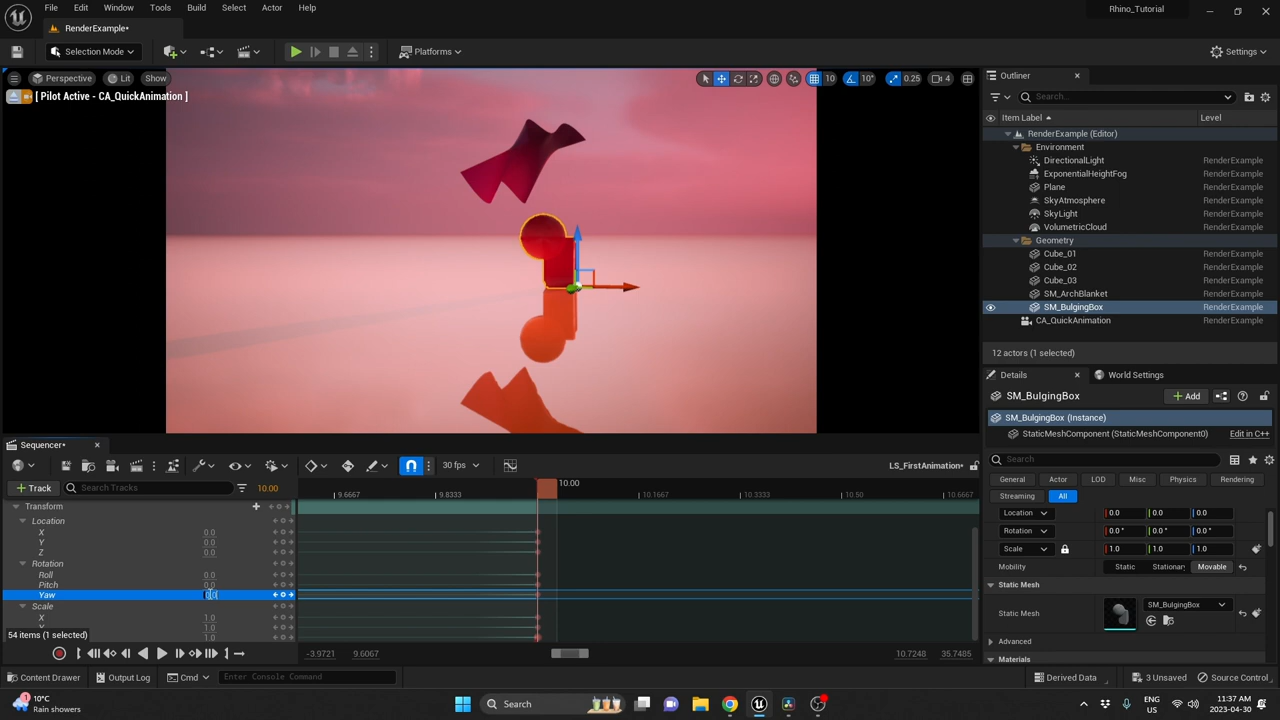 File Edit Window Tools Build Select Actor Help
Rhino_Tutorial
RenderExample*
Selection Mode
Platforms
Settings
Perspective Lit Show
10 10° 0.25 4
[ Pilot Active - CA_QuickAnimation ]
Outliner
Search...
Item Label Level
RenderExample (Editor)
Environment
DirectionalLight RenderExample
ExponentialHeightFog RenderExample
Plane RenderExample
SkyAtmosphere RenderExample
SkyLight RenderExample
VolumetricCloud RenderExample
Geometry
Cube_01 RenderExample
Cube_02 RenderExample
Cube_03 RenderExample
SM_ArchBlanket RenderExample
SM_BulgingBox RenderExample
CA_QuickAnimation RenderExample
12 actors (1 selected)
Details World Settings
SM_BulgingBox
Add
SM_BulgingBox (Instance)
StaticMeshComponent (StaticMeshComponent0) Edit in C++
Search
General Actor LOD Misc Physics Rendering
Streaming All
Location 0.0 0.0 0.0
Rotation 0.0 ° 0.0 ° 0.0 °
Scale 1.0 1.0 1.0
Mobility Static Stationary Movable
Static Mesh
Static Mesh SM_BulgingBox
Advanced
Materials
Sequencer*
30 fps
LS_FirstAnimation*
Track
Search Tracks
10.00
9.6667 9.8333 10.00 10.1667 10.3333 10.50 10.6667
Transform
Location
X 0.0
Y 0.0
Z 0.0
Rotation
Roll 0.0
Pitch 0.0
Yaw
Scale
X 1.0
1.0
1.0
54 items (1 selected)
-3.9721 9.6067 10.7248 35.7485
Content Drawer Output Log Cmd Enter Console Command
Derived Data 3 Unsaved Source Control
1
10°C
Rain showers
Search
ENG
US
11:37 AM
2023-04-30